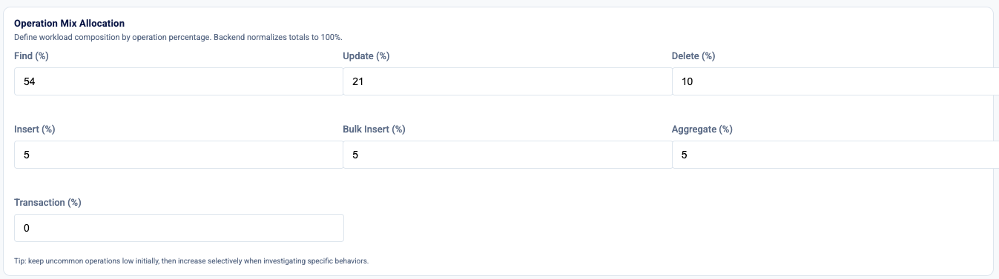 Operation Mix Allocation
Define workload composition by operation percentage. Backend normalizes totals to 100%.
Find (%) Update (%) Delete (%)
54 21 10
Insert (%) Bulk Insert (%) Aggregate (%)
5 5 5
Transaction (%)
0
Tip: keep uncommon operations low initially, then increase selectively when investigating specific behaviors.